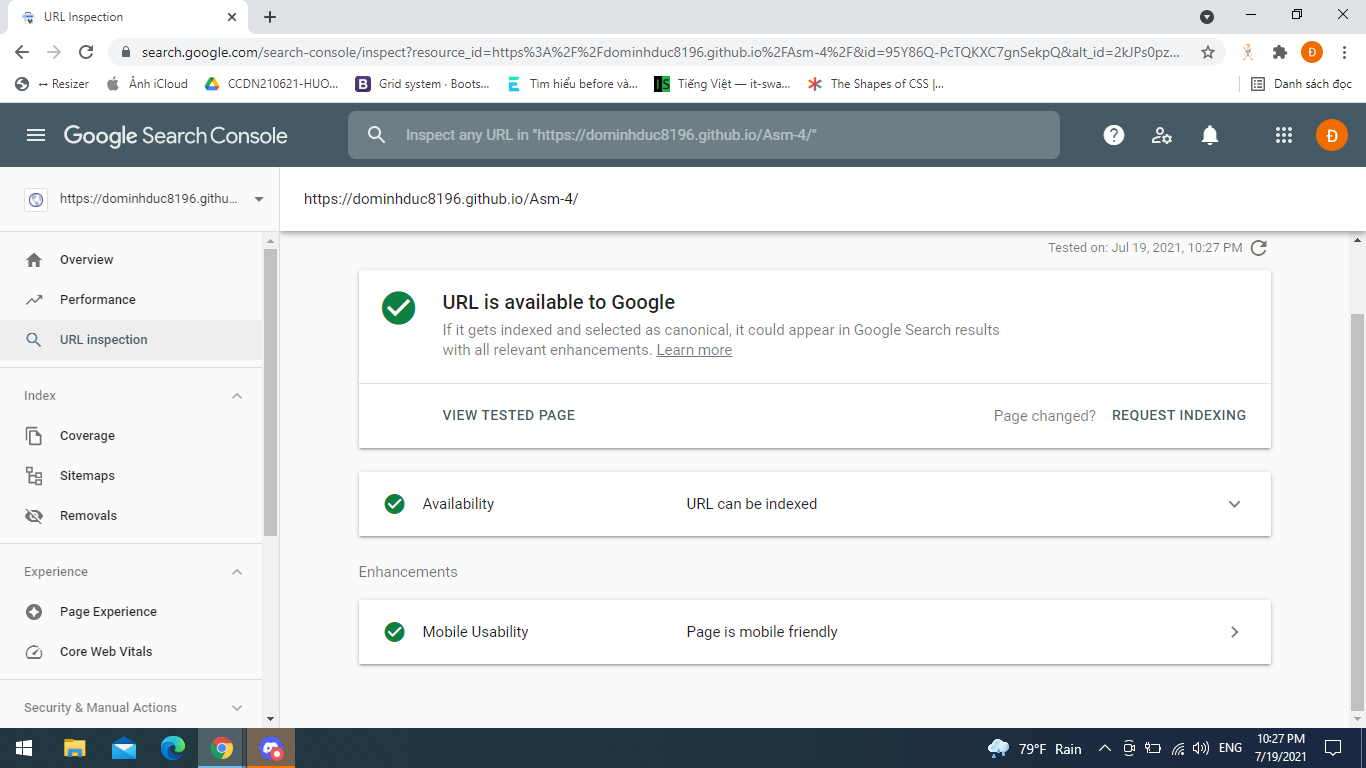 URL Inspection
search.google.com/search-console/inspect?resource_id=https%3A%2F%2Fdominhduc8196.github.io%2FAsm-4%2F&id=95Y86Q-PcTQKXC7gnSekpQ&alt_id=2kJPs0pz...
Đ
↔ Resizer
Ảnh iCloud
CCDN210621-HUO...
B
Grid system · Boots...
Tìm hiểu before và...
IS
Tiếng Việt — it-swa...
The Shapes of CSS |...
Danh sách đọc
Google Search Console
Inspect any URL in "https://dominhduc8196.github.io/Asm-4/"
Đ
https://dominhduc8196.githu...
https://dominhduc8196.github.io/Asm-4/
Overview
Performance
URL inspection
Index
Coverage
Sitemaps
Removals
Experience
Page Experience
Core Web Vitals
Security & Manual Actions
Tested on: Jul 19, 2021, 10:27 PM
URL is available to Google
If it gets indexed and selected as canonical, it could appear in Google Search results
with all relevant enhancements. Learn more
VIEW TESTED PAGE
Page changed? REQUEST INDEXING
Availability
URL can be indexed
Enhancements
Mobile Usability
Page is mobile friendly
79°F Rain
ENG
10:27 PM
7/19/2021